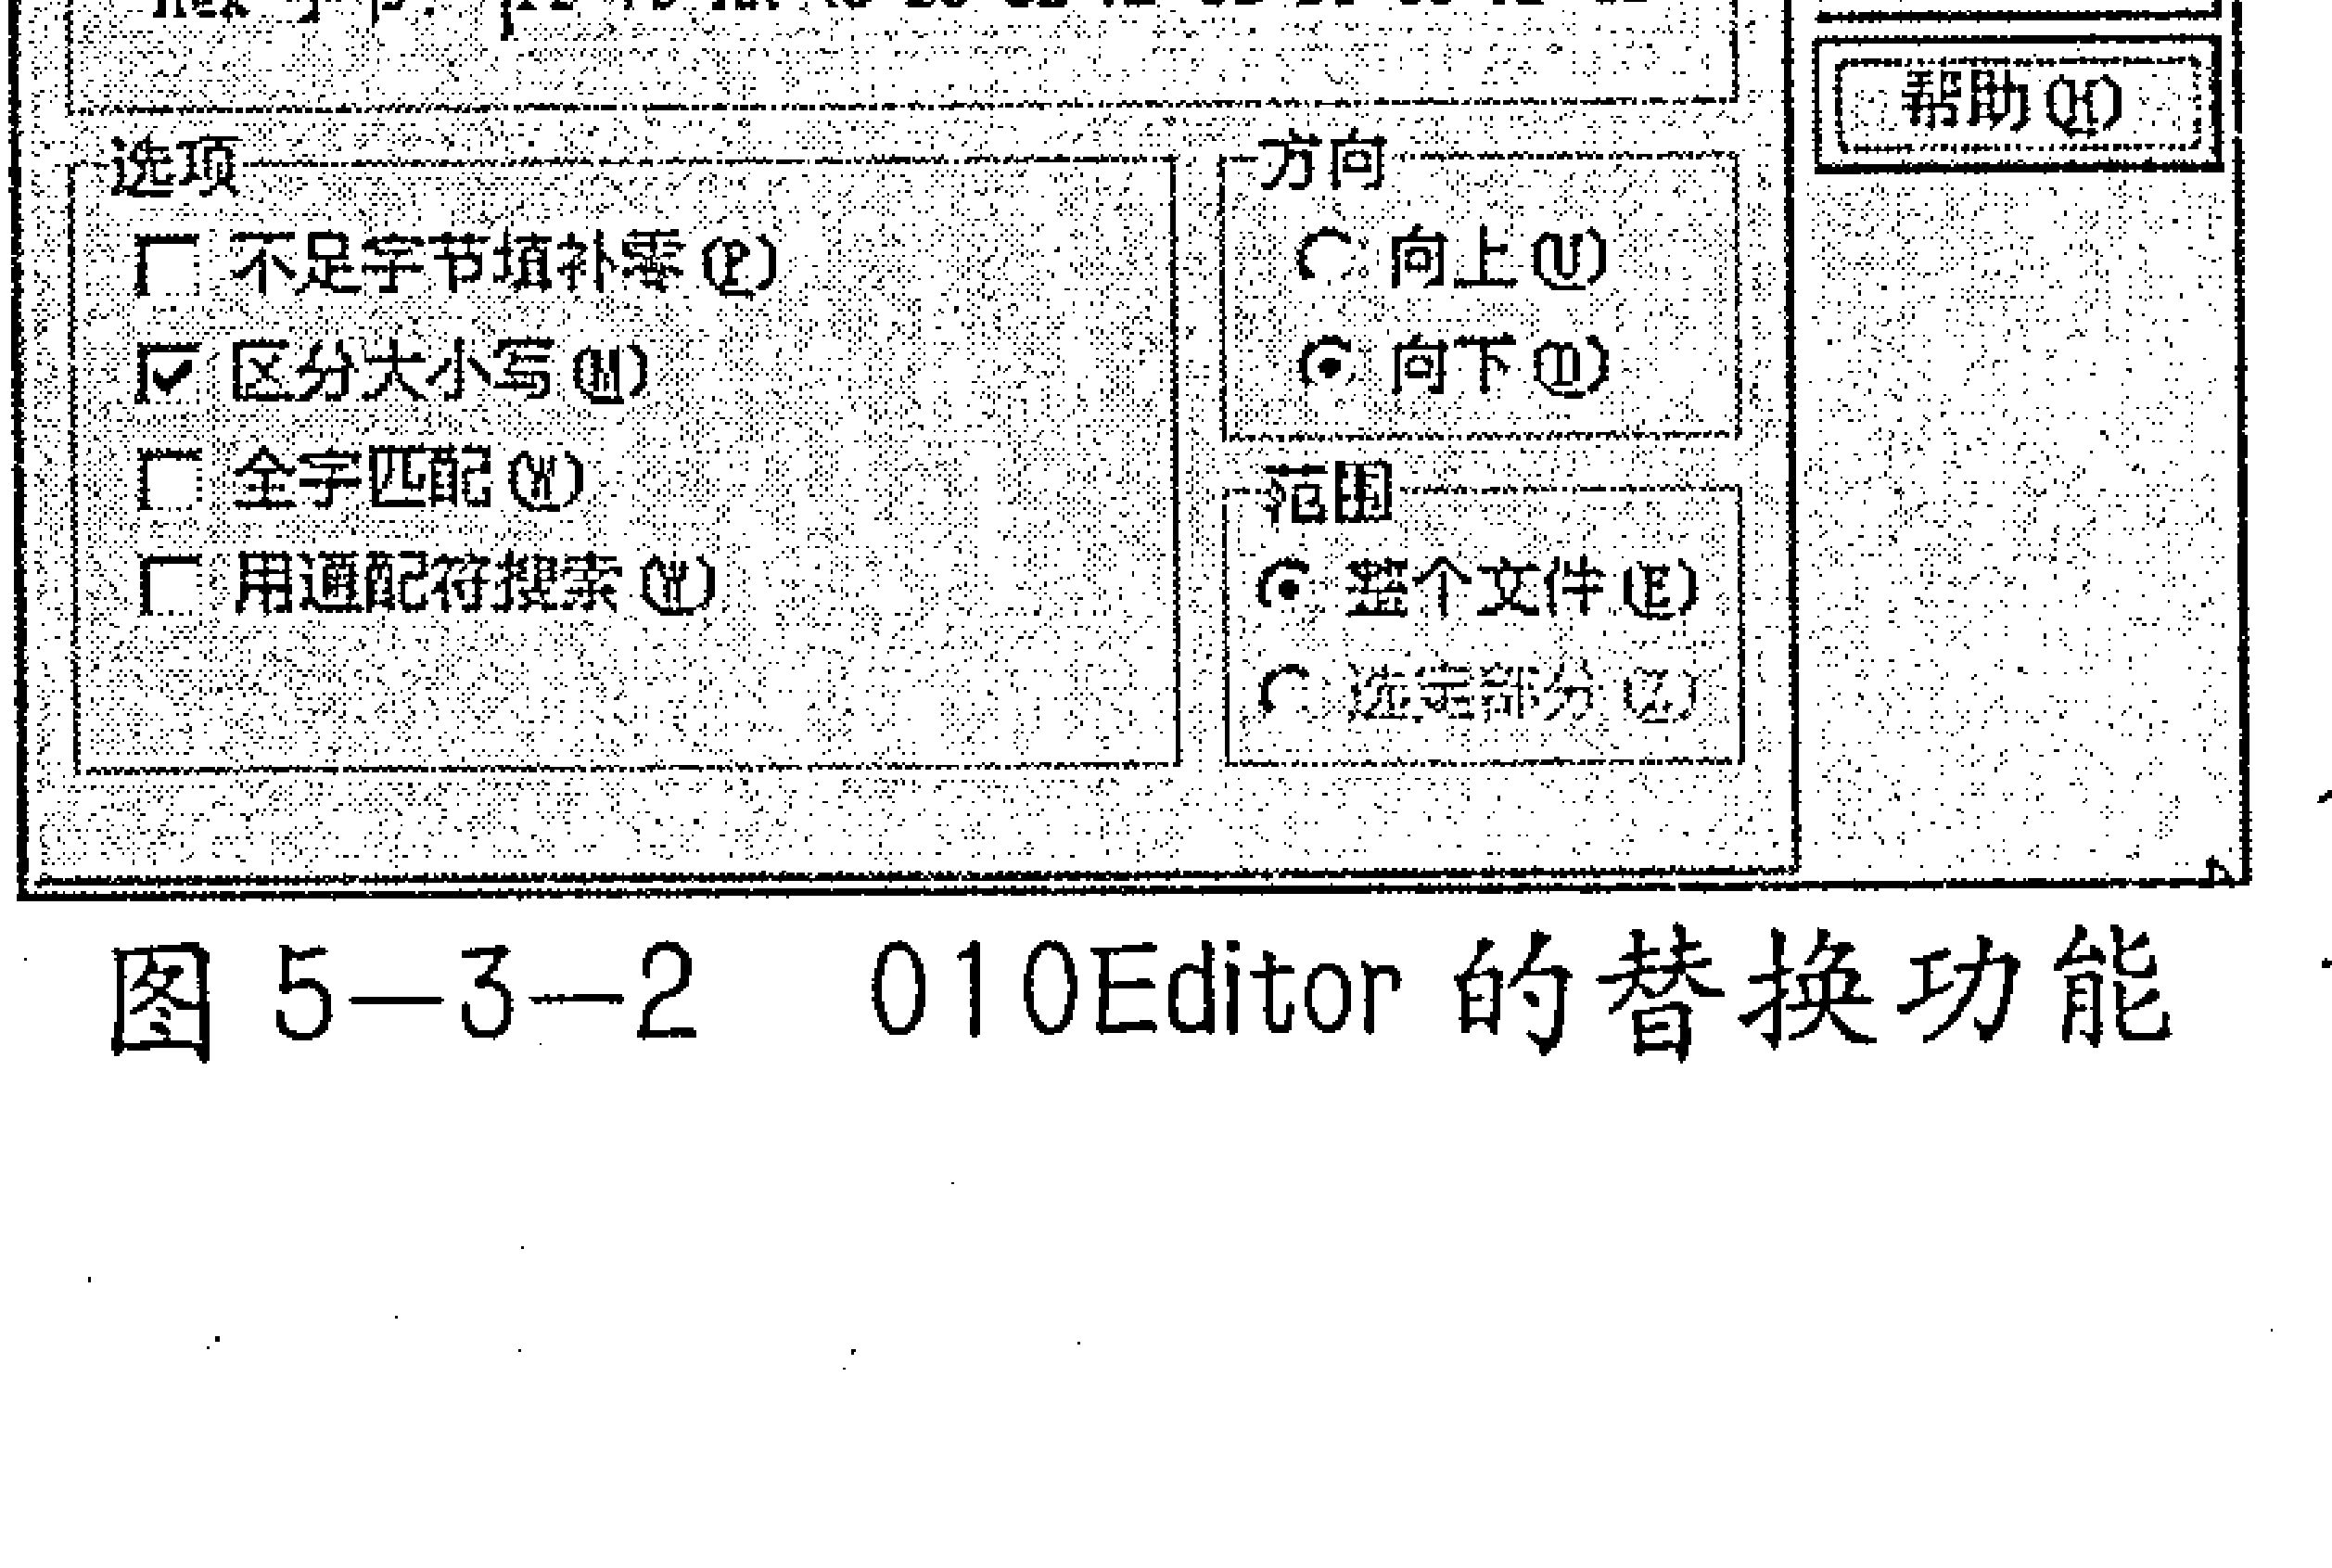 帮助(H)
选项
不足字节填补零(P)
区分大小写(M)
全字匹配
用通配符搜索
方向
向上(U)
向下(D)
范围
整个文件(E)
选定部分
图 5—3—2 010Editor 的替换功能